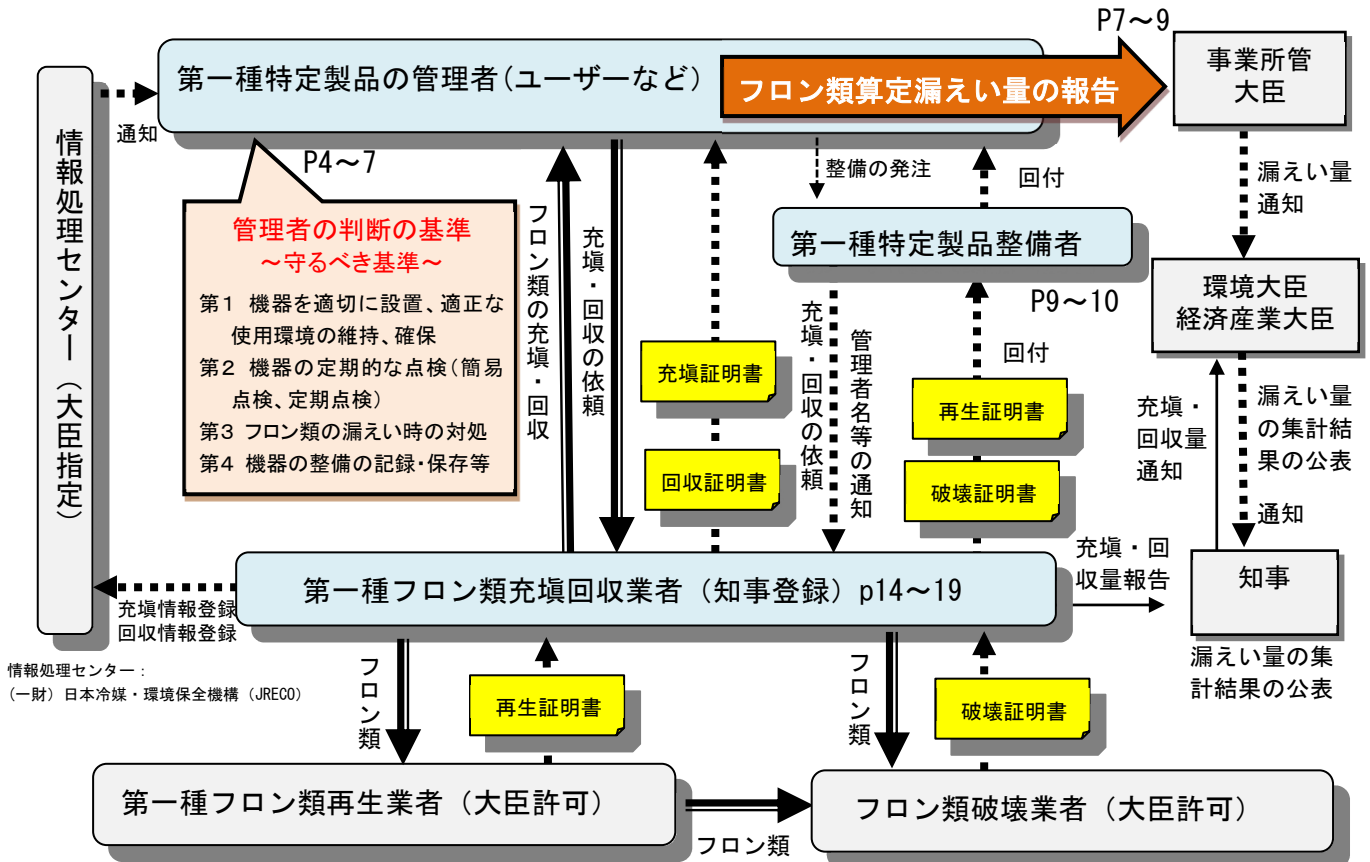 P7～9
第一種特定製品の管理者(ユーザーなど)
フロン類算定漏えい量の報告
事業所管
大臣
通知
情報処理センター（大臣指定）
P4～7
管理者の判断の基準
～守るべき基準～
第1 機器を適切に設置、適正な
使用環境の維持、確保
第2 機器の定期的な点検(簡易
点検、定期点検)
第3 フロン類の漏えい時の対処
第4 機器の整備の記録・保存等
フロン類の充塡・回収
充塡・回収の依頼
充塡証明書
回収証明書
整備の発注
回付
第一種特定製品整備者
P9～10
充塡・回収の依頼
管理者名等の通知
回付
再生証明書
破壊証明書
漏えい量
通知
環境大臣
経済産業大臣
充塡・
回収量
通知
漏えい量
の集計結
果の公表
通知
充塡・回
収量報告
知事
漏えい量の集
計結果の公表
第一種フロン類充塡回収業者（知事登録）p14～19
充塡情報登録
回収情報登録
情報処理センター：
(一財) 日本冷媒・環境保全機構 (JRECO)
フロン類
再生証明書
フロン類
破壊証明書
第一種フロン類再生業者（大臣許可）
フロン類
フロン類破壊業者（大臣許可）